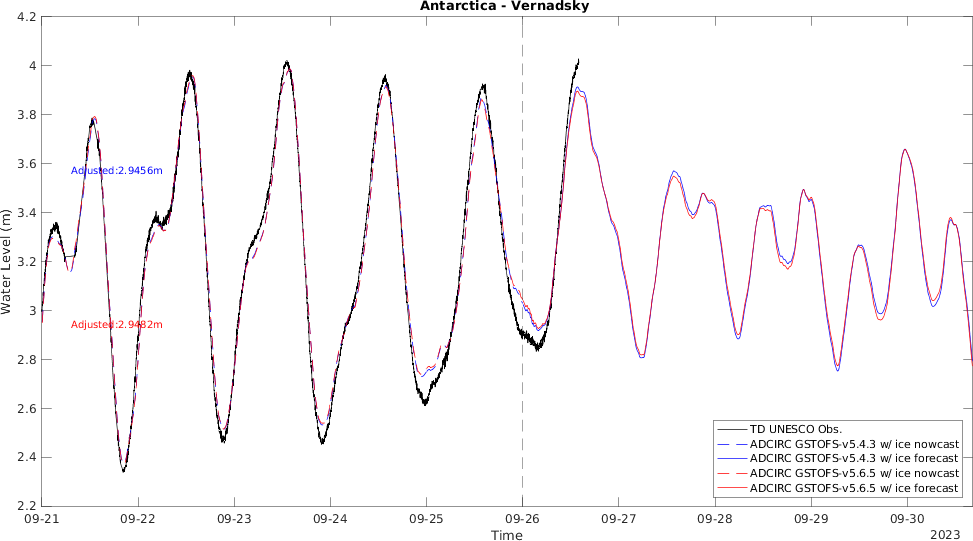 Antarctica - Vernadsky
4.2
4
3.8
3.6
3.4
3.2
3
2.8
2.6
2.4
2.2
Water Level (m)
Adjusted:2.9456m
Adjusted:2.9482m
TD UNESCO Obs.
ADCIRC GSTOFS-v5.4.3 w/ ice nowcast
ADCIRC GSTOFS-v5.4.3 w/ ice forecast
ADCIRC GSTOFS-v5.6.5 w/ ice nowcast
ADCIRC GSTOFS-v5.6.5 w/ ice forecast
09-21 09-22 09-23 09-24 09-25 09-26 09-27 09-28 09-29 09-30
Time
2023